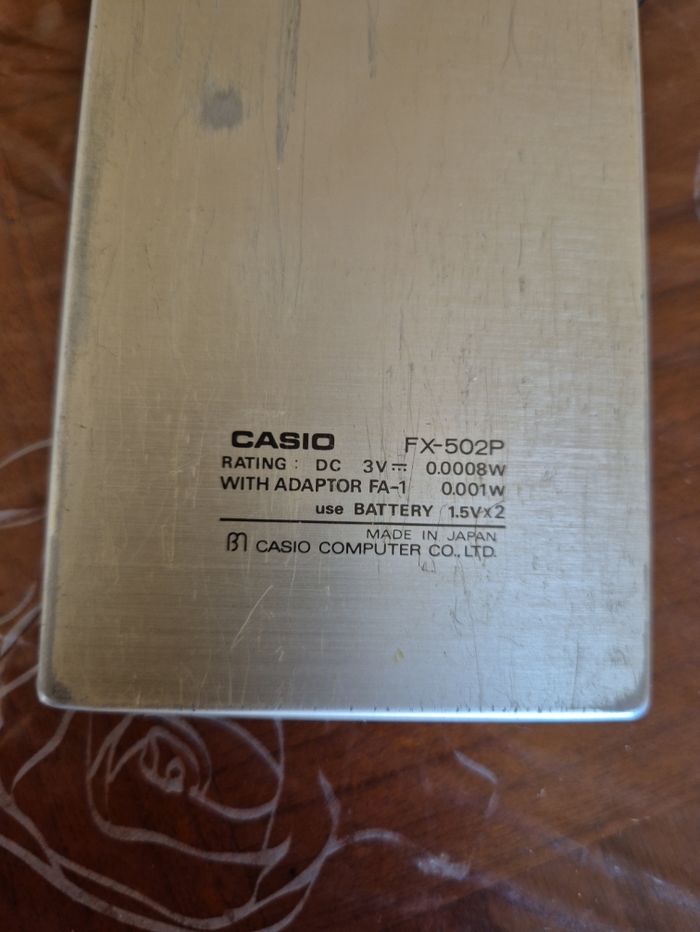 CASIO FX-502P
RATING : DC 3V⎓ 0.0008W
WITH ADAPTOR FA-1 0.001W
use BATTERY 1.5V×2
MADE IN JAPAN
CASIO COMPUTER CO., LTD.